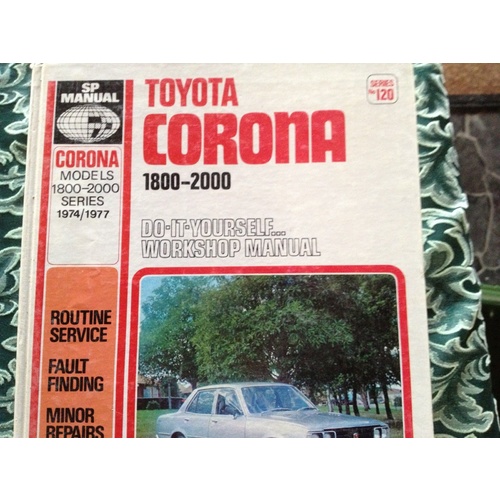 SP
MANUAL
CORONA
MODELS
1800-2000
SERIES
1974/1977
ROUTINE
SERVICE
FAULT
FINDING
MINOR
REPAIRS
TOYOTA
CORONA
1800-2000
SERIES
No 120
DO-IT-YOURSELF...
WORKSHOP MANUAL